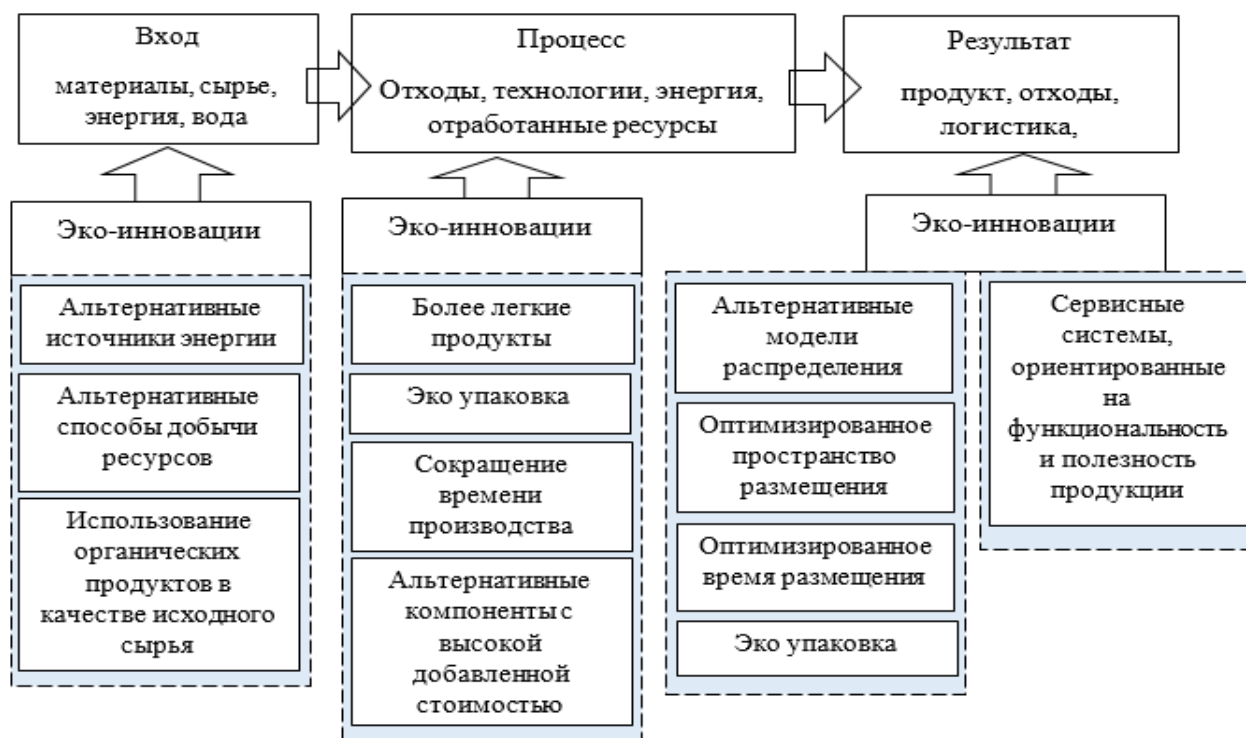 Вход
материалы, сырье,
энергия, вода
Процесс
Отходы, технологии, энергия,
отработанные ресурсы
Результат
продукт, отходы,
логистика,
Эко-инновации
Альтернативные
источники энергии
Альтернативные
способы добычи
ресурсов
Использование
органических
продуктов в
качестве исходного
сырья
Эко-инновации
Более легкие
продукты
Эко упаковка
Сокращение
времени
производства
Альтернативные
компоненты с
высокой
добавленной
стоимостью
Эко-инновации
Альтернативные
модели
распределения
Оптимизированное
пространство
размещения
Оптимизированное
время размещения
Эко упаковка
Сервисные
системы,
ориентированные
на
функциональность
и полезность
продукции